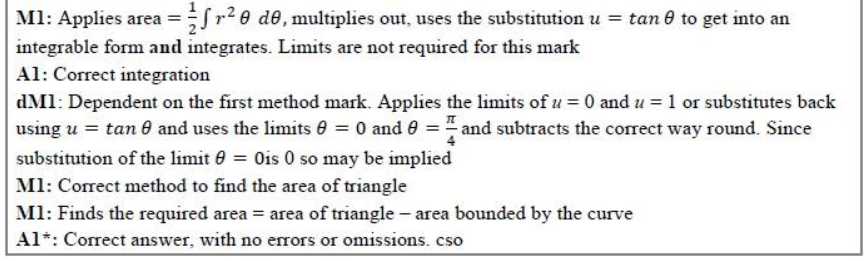 M1: Applies area = 1/2 ∫ r² θ dθ, multiplies out, uses the substitution u = tan θ to get into an
integrable form and integrates. Limits are not required for this mark
A1: Correct integration
dM1: Dependent on the first method mark. Applies the limits of u = 0 and u = 1 or substitutes back
using u = tan θ and uses the limits θ = 0 and θ = π/4 and subtracts the correct way round. Since
substitution of the limit θ = 0is 0 so may be implied
M1: Correct method to find the area of triangle
M1: Finds the required area = area of triangle – area bounded by the curve
A1*: Correct answer, with no errors or omissions. cso